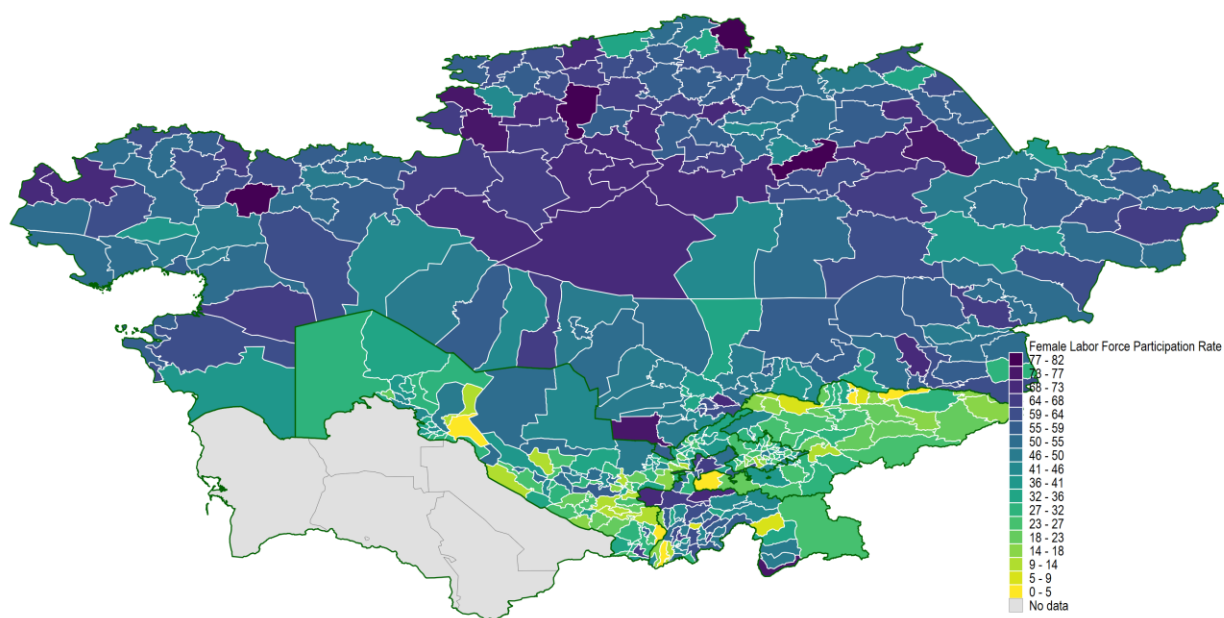 Female Labor Force Participation Rate
77 - 82
73 - 77
68 - 73
64 - 68
59 - 64
55 - 59
50 - 55
46 - 50
41 - 46
36 - 41
32 - 36
27 - 32
23 - 27
18 - 23
14 - 18
9 - 14
5 - 9
0 - 5
No data